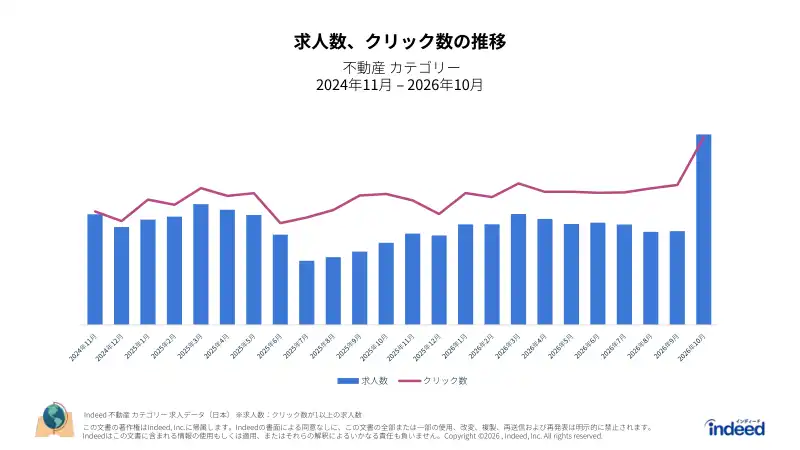 求人数、クリック数の推移
不動産 カテゴリー
2024年11月 – 2026年10月
2024年11月
2024年12月
2025年1月
2025年2月
2025年3月
2025年4月
2025年5月
2025年6月
2025年7月
2025年8月
2025年9月
2025年10月
2025年11月
2025年12月
2026年1月
2026年2月
2026年3月
2026年4月
2026年5月
2026年6月
2026年7月
2026年8月
2026年9月
2026年10月
求人数 クリック数
Indeed 不動産 カテゴリー 求人データ（日本） ※求人数：クリック数が1以上の求人数
この文書の著作権はIndeed, Inc.に帰属します。Indeedの書面による同意なしに、この文書の全部または一部の使用、改変、複製、再送信および再発表は明示的に禁止されます。
Indeedはこの文書に含まれる情報の使用もしくは適用、またはそれらの解釈によるいかなる責任も負いません。Copyright ©2026 , Indeed, Inc. All rights reserved.
インディード
indeed